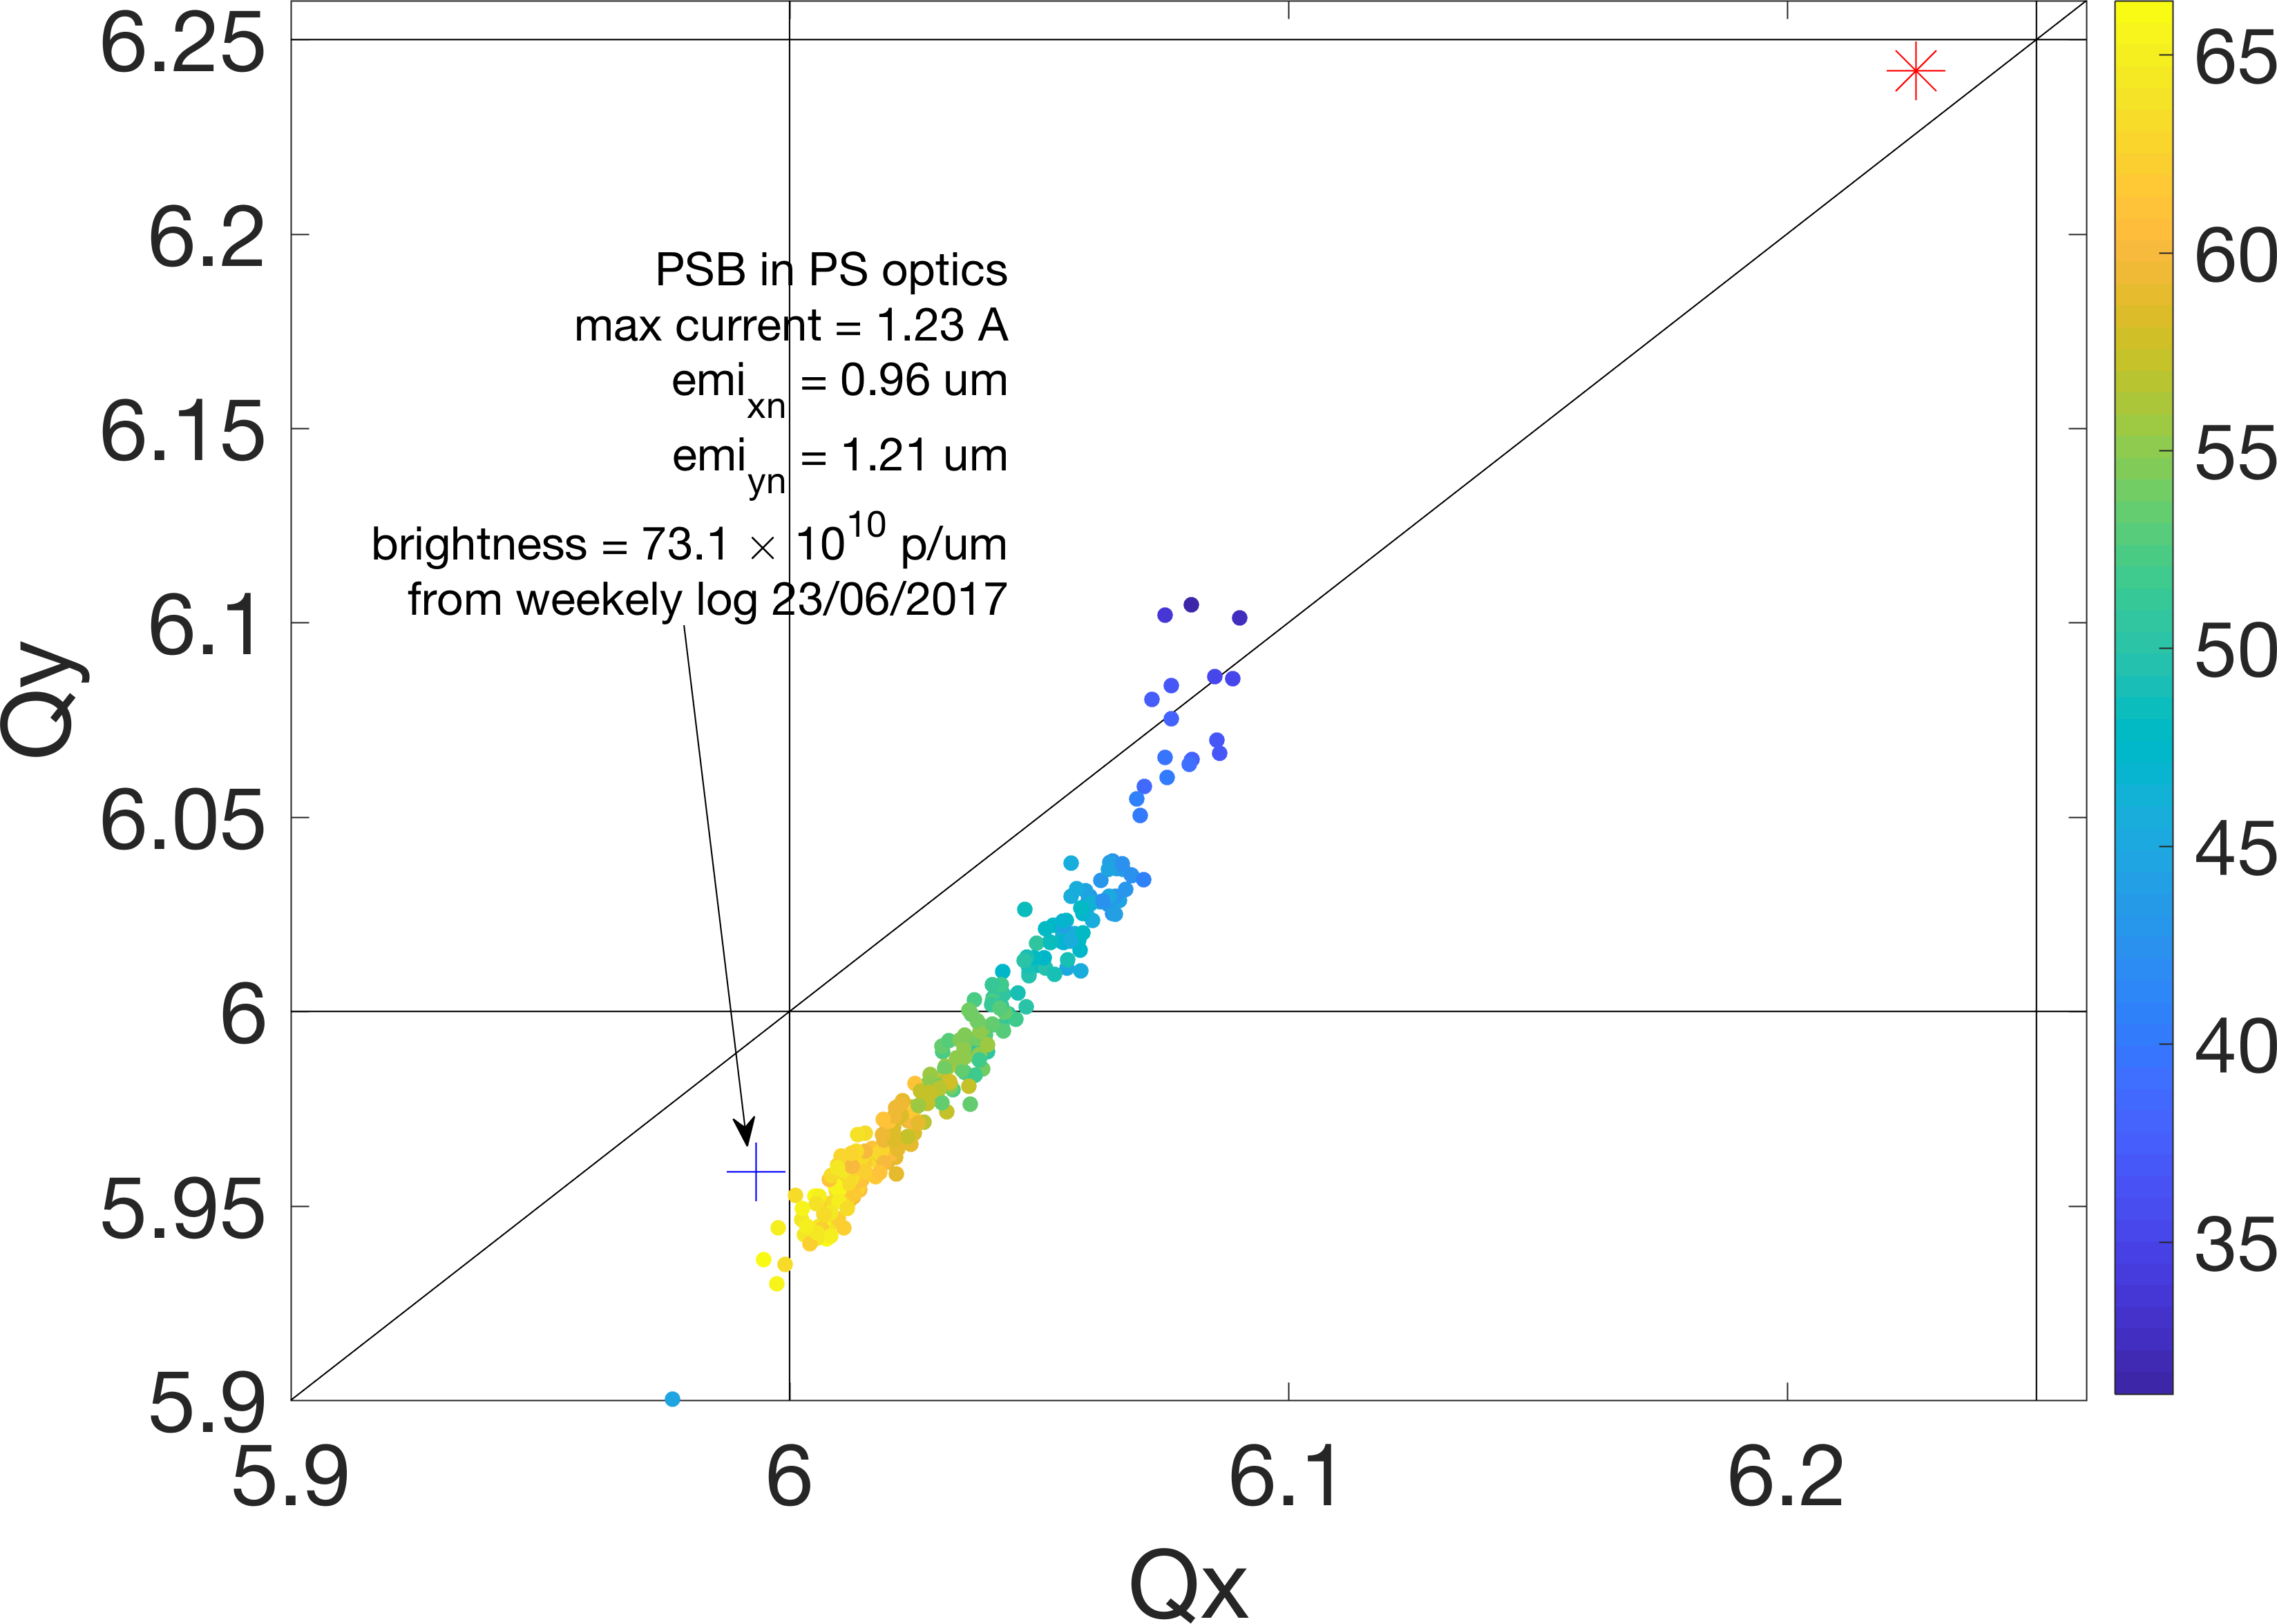 6.25
6.2
6.15
6.1
6.05
6
5.95
5.9
Qy
PSB in PS optics
max current = 1.23 A
emi_xn = 0.96 um
emi_yn = 1.21 um
brightness = 73.1 × 10^10 p/um
from weekely log 23/06/2017
5.9 6 6.1 6.2
Qx
65
60
55
50
45
40
35